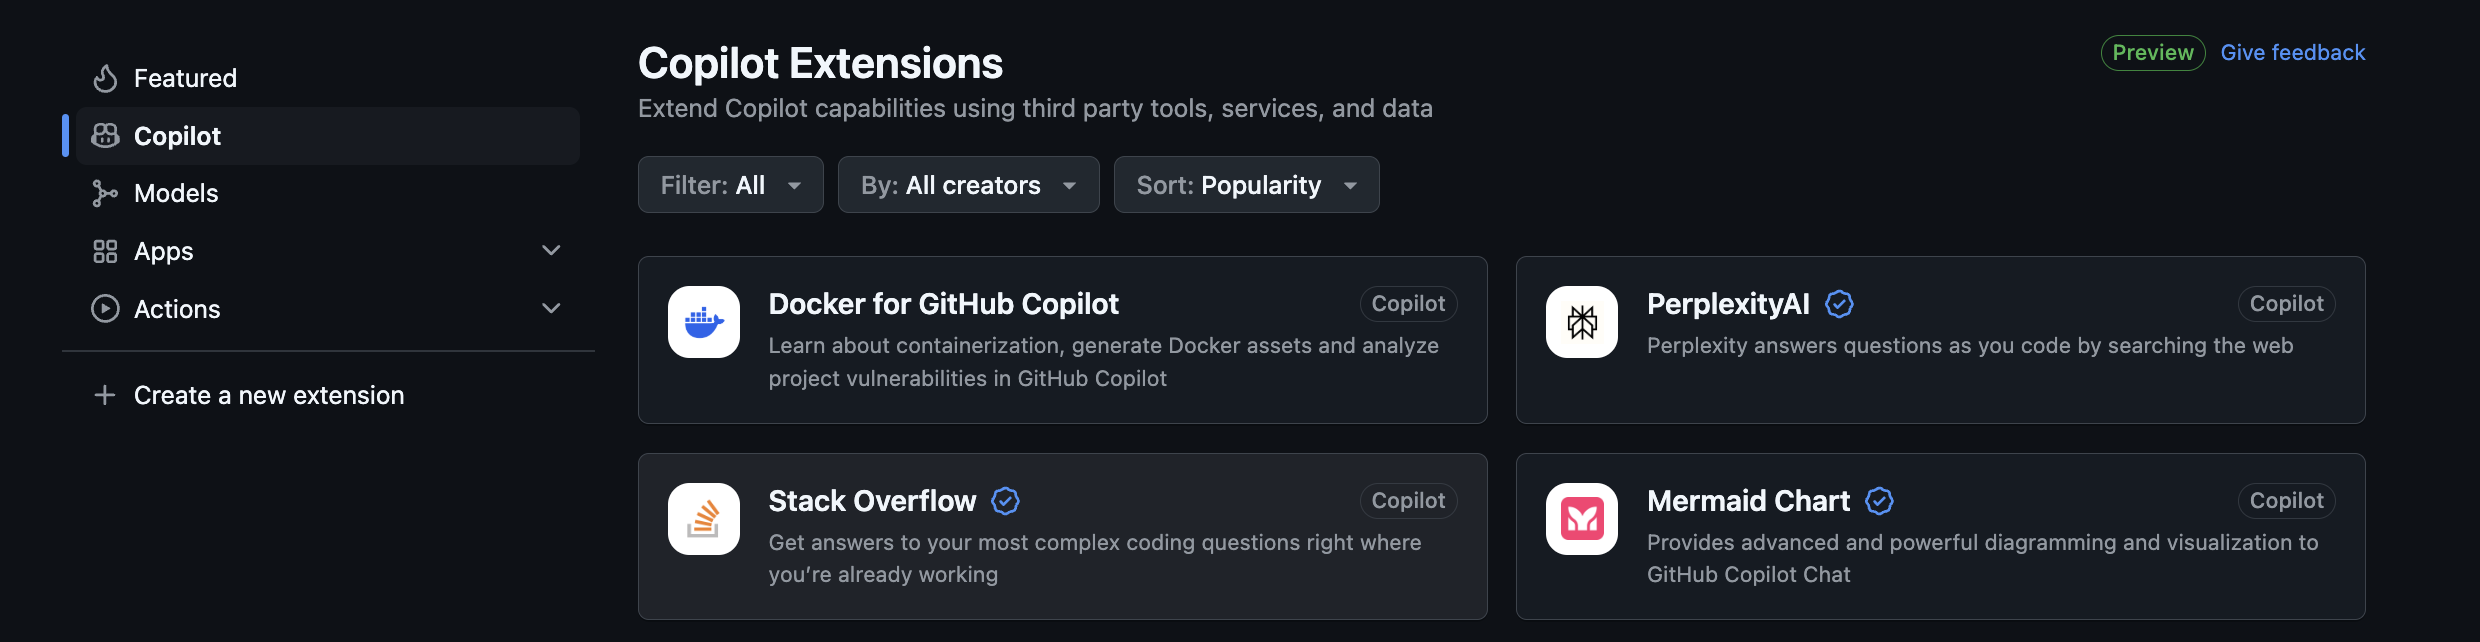 Featured
Copilot
Models
Apps
Actions
Create a new extension
Copilot Extensions
Extend Copilot capabilities using third party tools, services, and data
Preview
Give feedback
Filter: All
By: All creators
Sort: Popularity
Docker for GitHub Copilot
Copilot
Learn about containerization, generate Docker assets and analyze
project vulnerabilities in GitHub Copilot
PerplexityAI
Copilot
Perplexity answers questions as you code by searching the web
Stack Overflow
Copilot
Get answers to your most complex coding questions right where
you’re already working
Mermaid Chart
Copilot
Provides advanced and powerful diagramming and visualization to
GitHub Copilot Chat